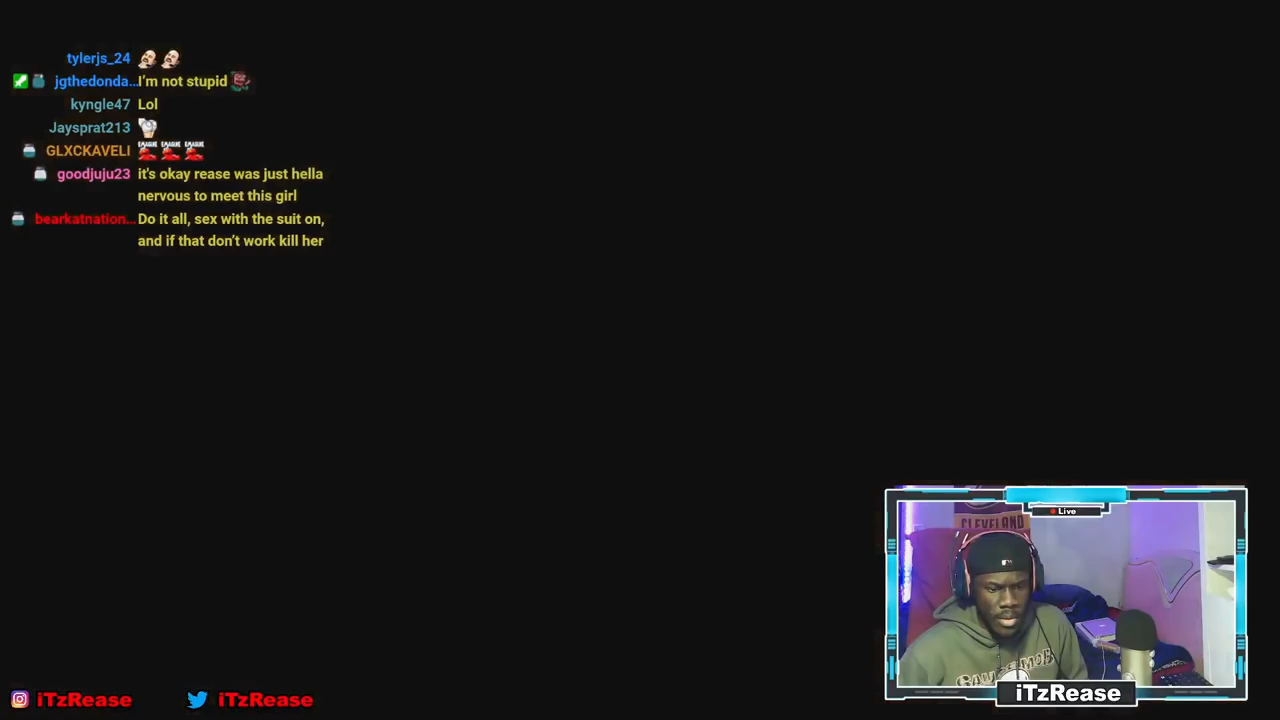 tylerjs_24
jgthedonda... I'm not stupid
kyngle47 Lol
Jaysprat213
GLXCKAVELI
goodjuju23 it's okay rease was just hella
nervous to meet this girl
bearkatnation... Do it all, sex with the suit on,
and if that don't work kill her
Live
CLEVELAND
iTzRease
iTzRease
iTzRease